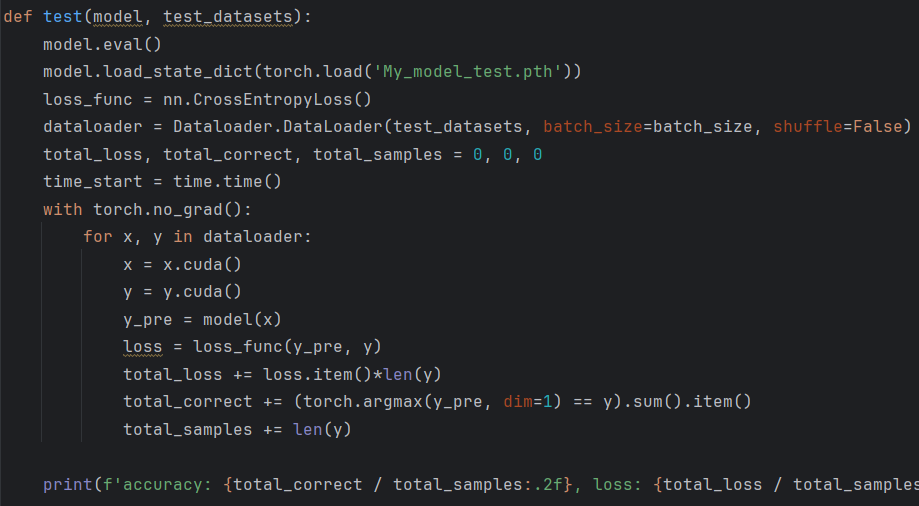 def test(model, test_datasets):
    model.eval()
    model.load_state_dict(torch.load('My_model_test.pth'))
    loss_func = nn.CrossEntropyLoss()
    dataloader = Dataloader.DataLoader(test_datasets, batch_size=batch_size, shuffle=False)
    total_loss, total_correct, total_samples = 0, 0, 0
    time_start = time.time()
    with torch.no_grad():
        for x, y in dataloader:
            x = x.cuda()
            y = y.cuda()
            y_pre = model(x)
            loss = loss_func(y_pre, y)
            total_loss += loss.item()*len(y)
            total_correct += (torch.argmax(y_pre, dim=1) == y).sum().item()
            total_samples += len(y)
    print(f'accuracy: {total_correct / total_samples:.2f}, loss: {total_loss / total_samples